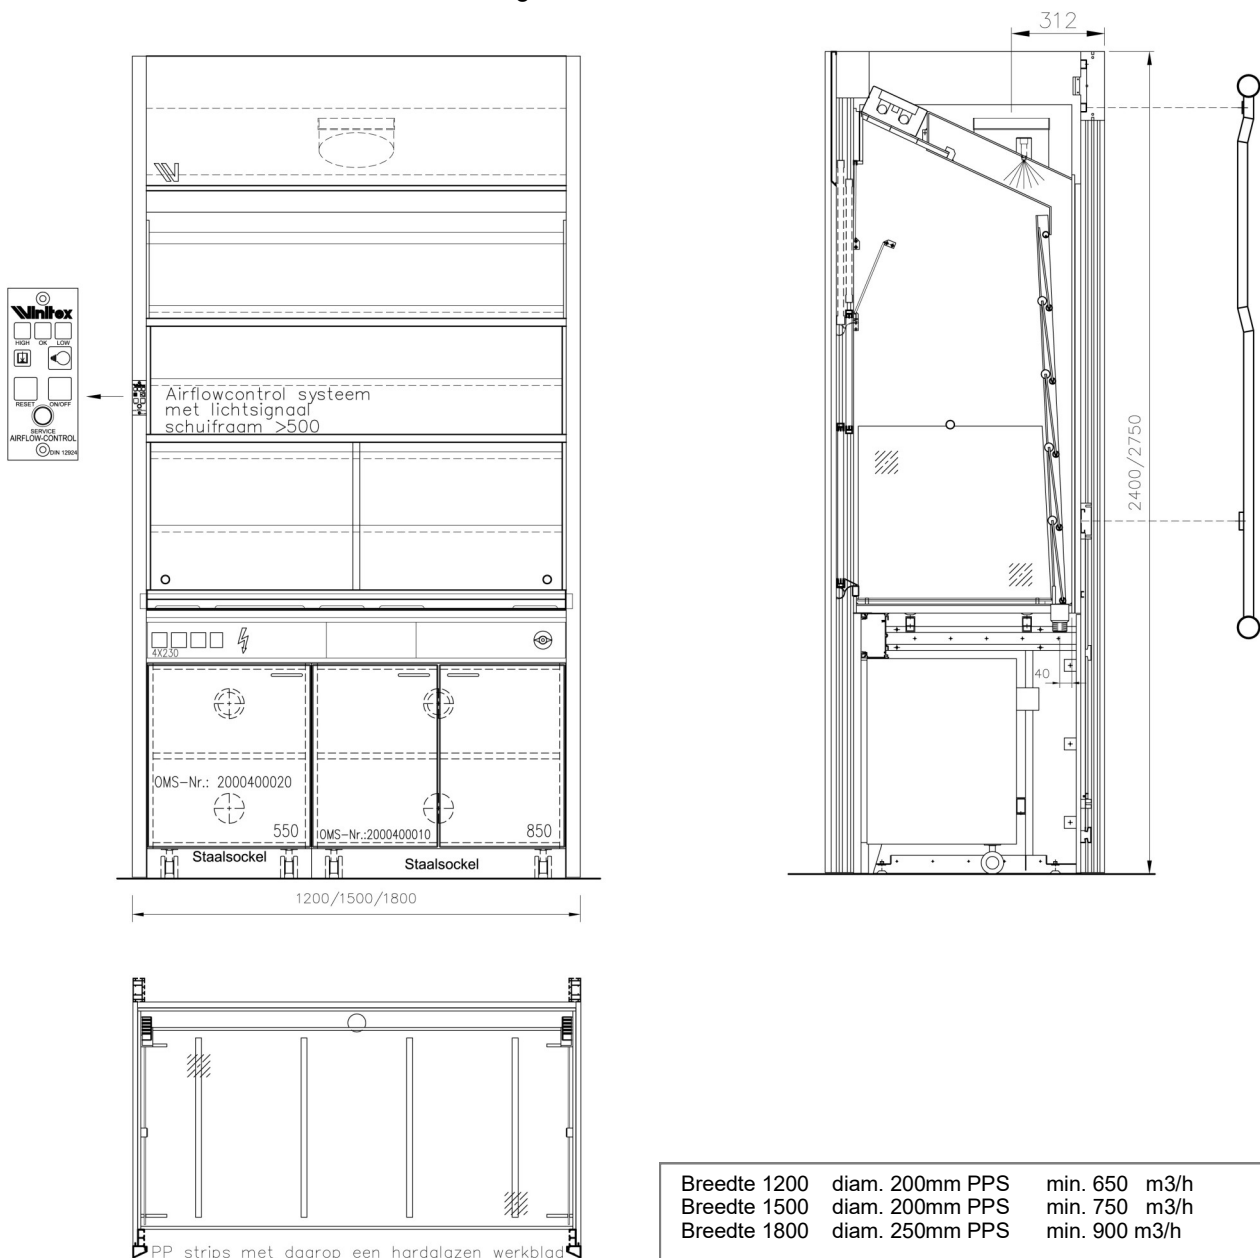 312
Winitex
HIGH OK LOW
RESET ON/OFF
SERVICE
AIRFLOW-CONTROL
DIN 12924
Airflowcontrol systeem
met lichtsignaal
schuifraam >500
2400/2750
4X230
40
OMS-Nr.: 2000400020
550
OMS-Nr.:2000400010
850
Staalsockel
Staalsockel
1200/1500/1800
PP strips met daarop een hardglazen werkblad
Breedte 1200 diam. 200mm PPS min. 650 m3/h
Breedte 1500 diam. 200mm PPS min. 750 m3/h
Breedte 1800 diam. 250mm PPS min. 900 m3/h